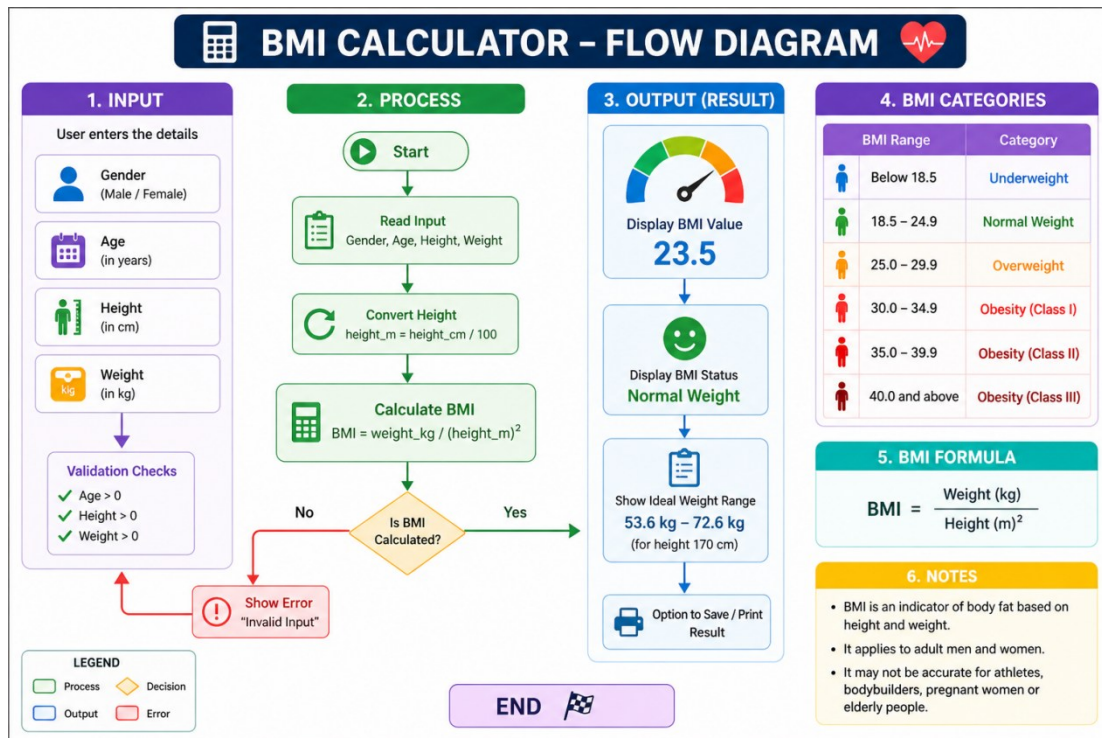 BMI CALCULATOR – FLOW DIAGRAM
1. INPUT
User enters the details
Gender
(Male / Female)
Age
(in years)
Height
(in cm)
kig
Weight
(in kg)
Validation Checks
Age > 0
Height > 0
Weight > 0
2. PROCESS
Start
Read Input
Gender, Age, Height, Weight
Convert Height
height_m = height_cm / 100
Calculate BMI
BMI = weight_kg / (height_m)²
Is BMI
Calculated?
No
Yes
Show Error
“Invalid Input”
3. OUTPUT (RESULT)
Display BMI Value
23.5
Display BMI Status
Normal Weight
Show Ideal Weight Range
53.6 kg – 72.6 kg
(for height 170 cm)
Option to Save / Print
Result
4. BMI CATEGORIES
BMI Range Category
Below 18.5 Underweight
18.5 – 24.9 Normal Weight
25.0 – 29.9 Overweight
30.0 – 34.9 Obesity (Class I)
35.0 – 39.9 Obesity (Class II)
40.0 and above Obesity (Class III)
5. BMI FORMULA
BMI = Weight (kg)
Height (m)²
6. NOTES
• BMI is an indicator of body fat based on
height and weight.
• It applies to adult men and women.
• It may not be accurate for athletes,
bodybuilders, pregnant women or
elderly people.
LEGEND
Process Decision
Output Error
END